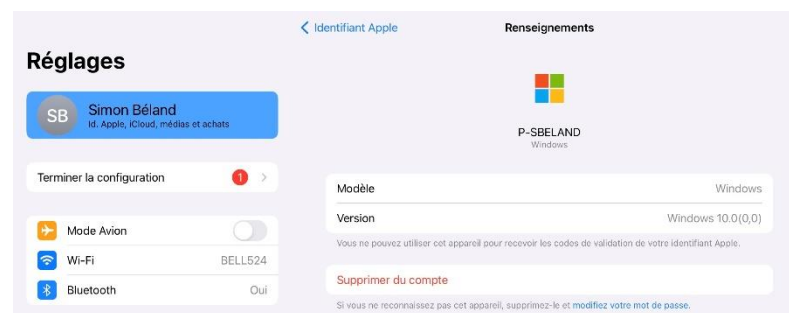 Identifiant Apple
Renseignements
Réglages
SB
Simon Béland
Id. Apple, iCloud, médias et achats
P-SBELAND
Windows
Terminer la configuration
1
Modèle
Windows
Version
Windows 10.0(0,0)
Vous ne pouvez utiliser cet appareil pour recevoir les codes de validation de votre identifiant Apple.
Mode Avion
Wi-Fi
BELL524
Bluetooth
Oui
Supprimer du compte
Si vous ne reconnaissez pas cet appareil, supprimez-le et modifiez votre mot de passe.